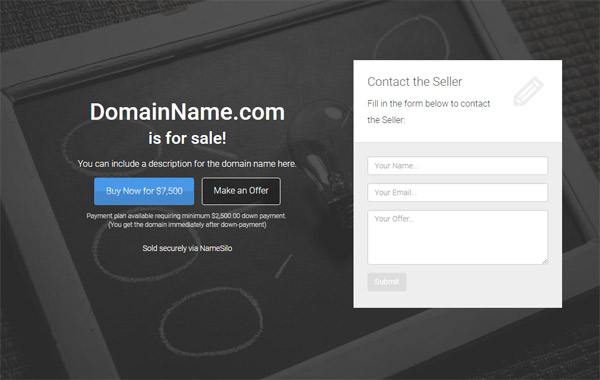 DomainName.com
is for sale!
You can include a description for the domain name here.
Buy Now for $7,500
Make an Offer
Payment plan available requiring minimum $2,500.00 down payment.
(You get the domain immediately after down-payment)
Sold securely via NameSilo
Contact the Seller
Fill in the form below to contact
the Seller:
Your Name...
Your Email...
Your Offer...
Submit